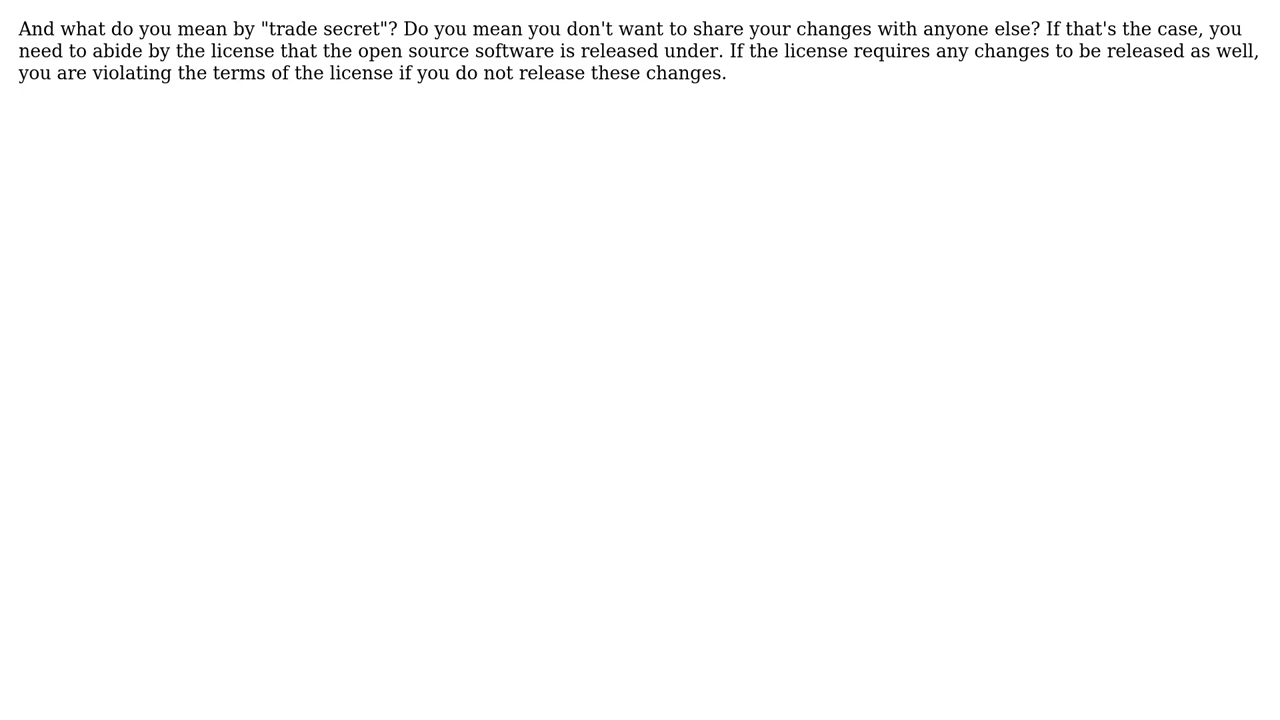 And what do you mean by "trade secret"? Do you mean you don't want to share your changes with anyone else? If that's the case, you
need to abide by the license that the open source software is released under. If the license requires any changes to be released as well,
you are violating the terms of the license if you do not release these changes.